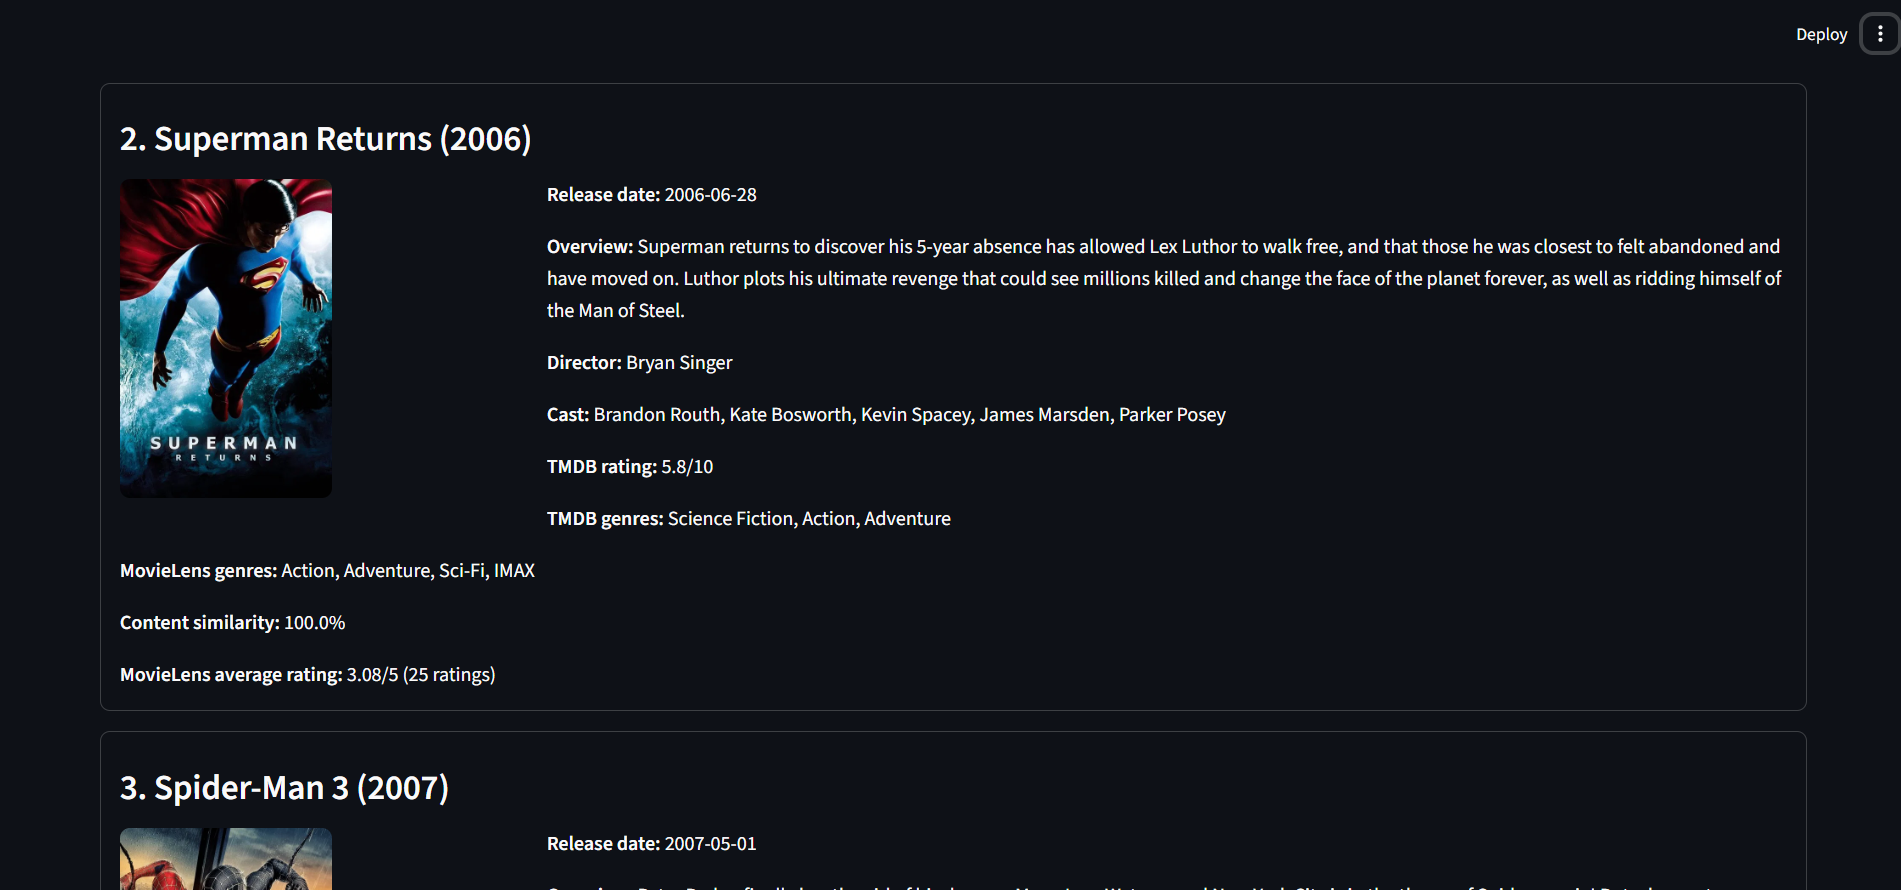 Deploy
2. Superman Returns (2006)
SUPERMAN
RETURNS
Release date: 2006-06-28
Overview: Superman returns to discover his 5-year absence has allowed Lex Luthor to walk free, and that those he was closest to felt abandoned and
have moved on. Luthor plots his ultimate revenge that could see millions killed and change the face of the planet forever, as well as ridding himself of
the Man of Steel.
Director: Bryan Singer
Cast: Brandon Routh, Kate Bosworth, Kevin Spacey, James Marsden, Parker Posey
TMDB rating: 5.8/10
TMDB genres: Science Fiction, Action, Adventure
MovieLens genres: Action, Adventure, Sci-Fi, IMAX
Content similarity: 100.0%
MovieLens average rating: 3.08/5 (25 ratings)
3. Spider-Man 3 (2007)
Release date: 2007-05-01